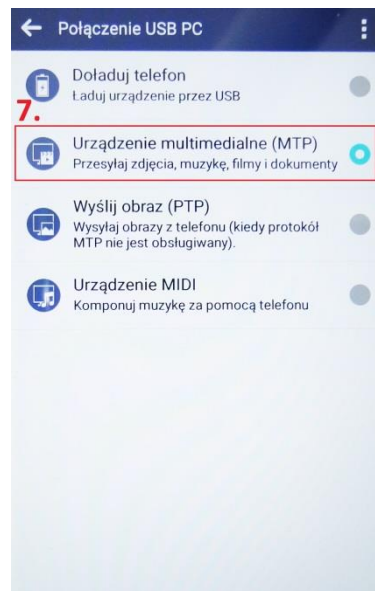 Połączenie USB PC
Doładuj telefon
Ładuj urządzenie przez USB
7.
Urządzenie multimedialne (MTP)
Przesyłaj zdjęcia, muzykę, filmy i dokumenty
Wyślij obraz (PTP)
Wysyłaj obrazy z telefonu (kiedy protokół
MTP nie jest obsługiwany).
Urządzenie MIDI
Komponuj muzykę za pomocą telefonu